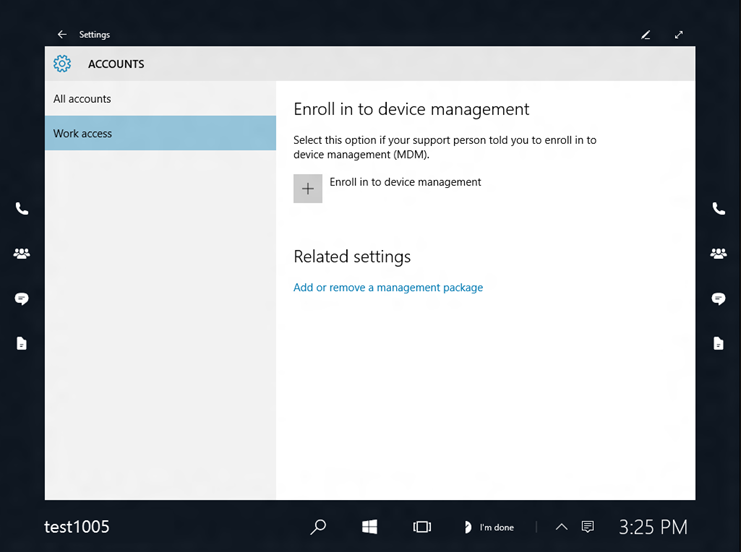 Settings
ACCOUNTS
All accounts
Work access
Enroll in to device management
Select this option if your support person told you to enroll in to
device management (MDM).
Enroll in to device management
Related settings
Add or remove a management package
test1005
I'm done
3:25 PM